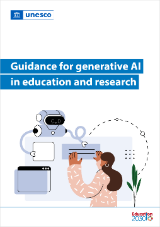 unesco
Guidance for generative AI
in education and research
Education
2030